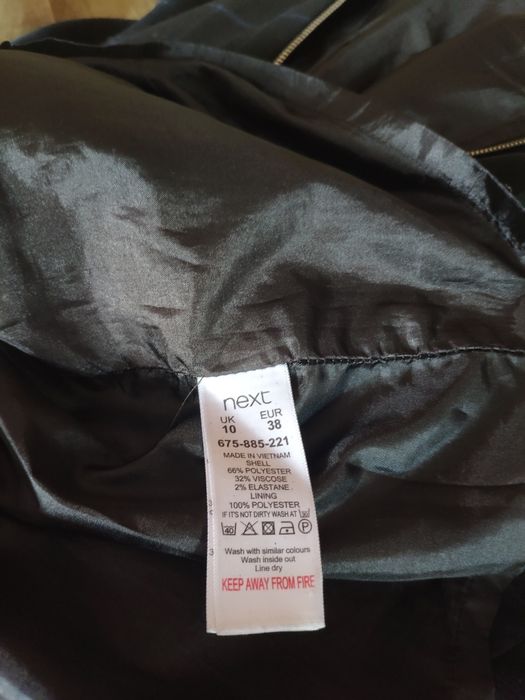 next
UK EUR
10 38
675-885-221
MADE IN VIETNAM
SHELL
66% POLYESTER
32% VISCOSE
2% ELASTANE
LINING
100% POLYESTER
IF IT'S NOT DIRTY WASH AT 30
40 P
Wash with similar colours
Wash inside out
Line dry
KEEP AWAY FROM FIRE